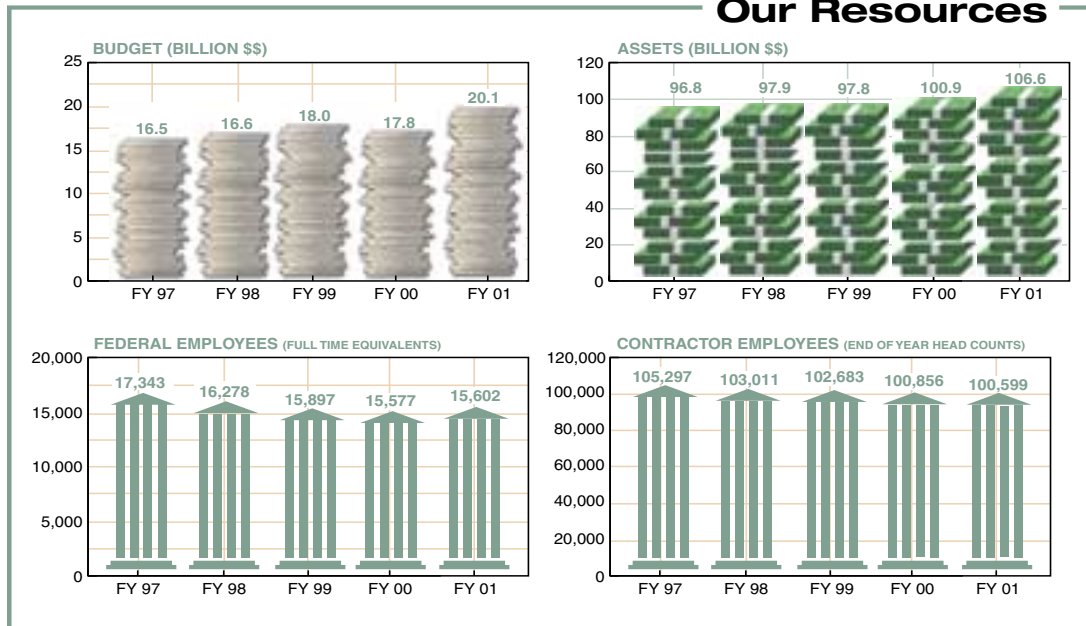 Our Resources
BUDGET (BILLION $$)
25
20
15
10
5
0
16.5
16.6
18.0
17.8
20.1
FY 97
FY 98
FY 99
FY 00
FY 01
ASSETS (BILLION $$)
120
100
80
60
40
20
0
96.8
97.9
97.8
100.9
106.6
FY 97
FY 98
FY 99
FY 00
FY 01
FEDERAL EMPLOYEES (FULL TIME EQUIVALENTS)
20,000
15,000
10,000
5,000
0
17,343
16,278
15,897
15,577
15,602
FY 97
FY 98
FY 99
FY 00
FY 01
CONTRACTOR EMPLOYEES (END OF YEAR HEAD COUNTS)
120,000
100,000
80,000
60,000
40,000
20,000
0
105,297
103,011
102,683
100,856
100,599
FY 97
FY 98
FY 99
FY 00
FY 01